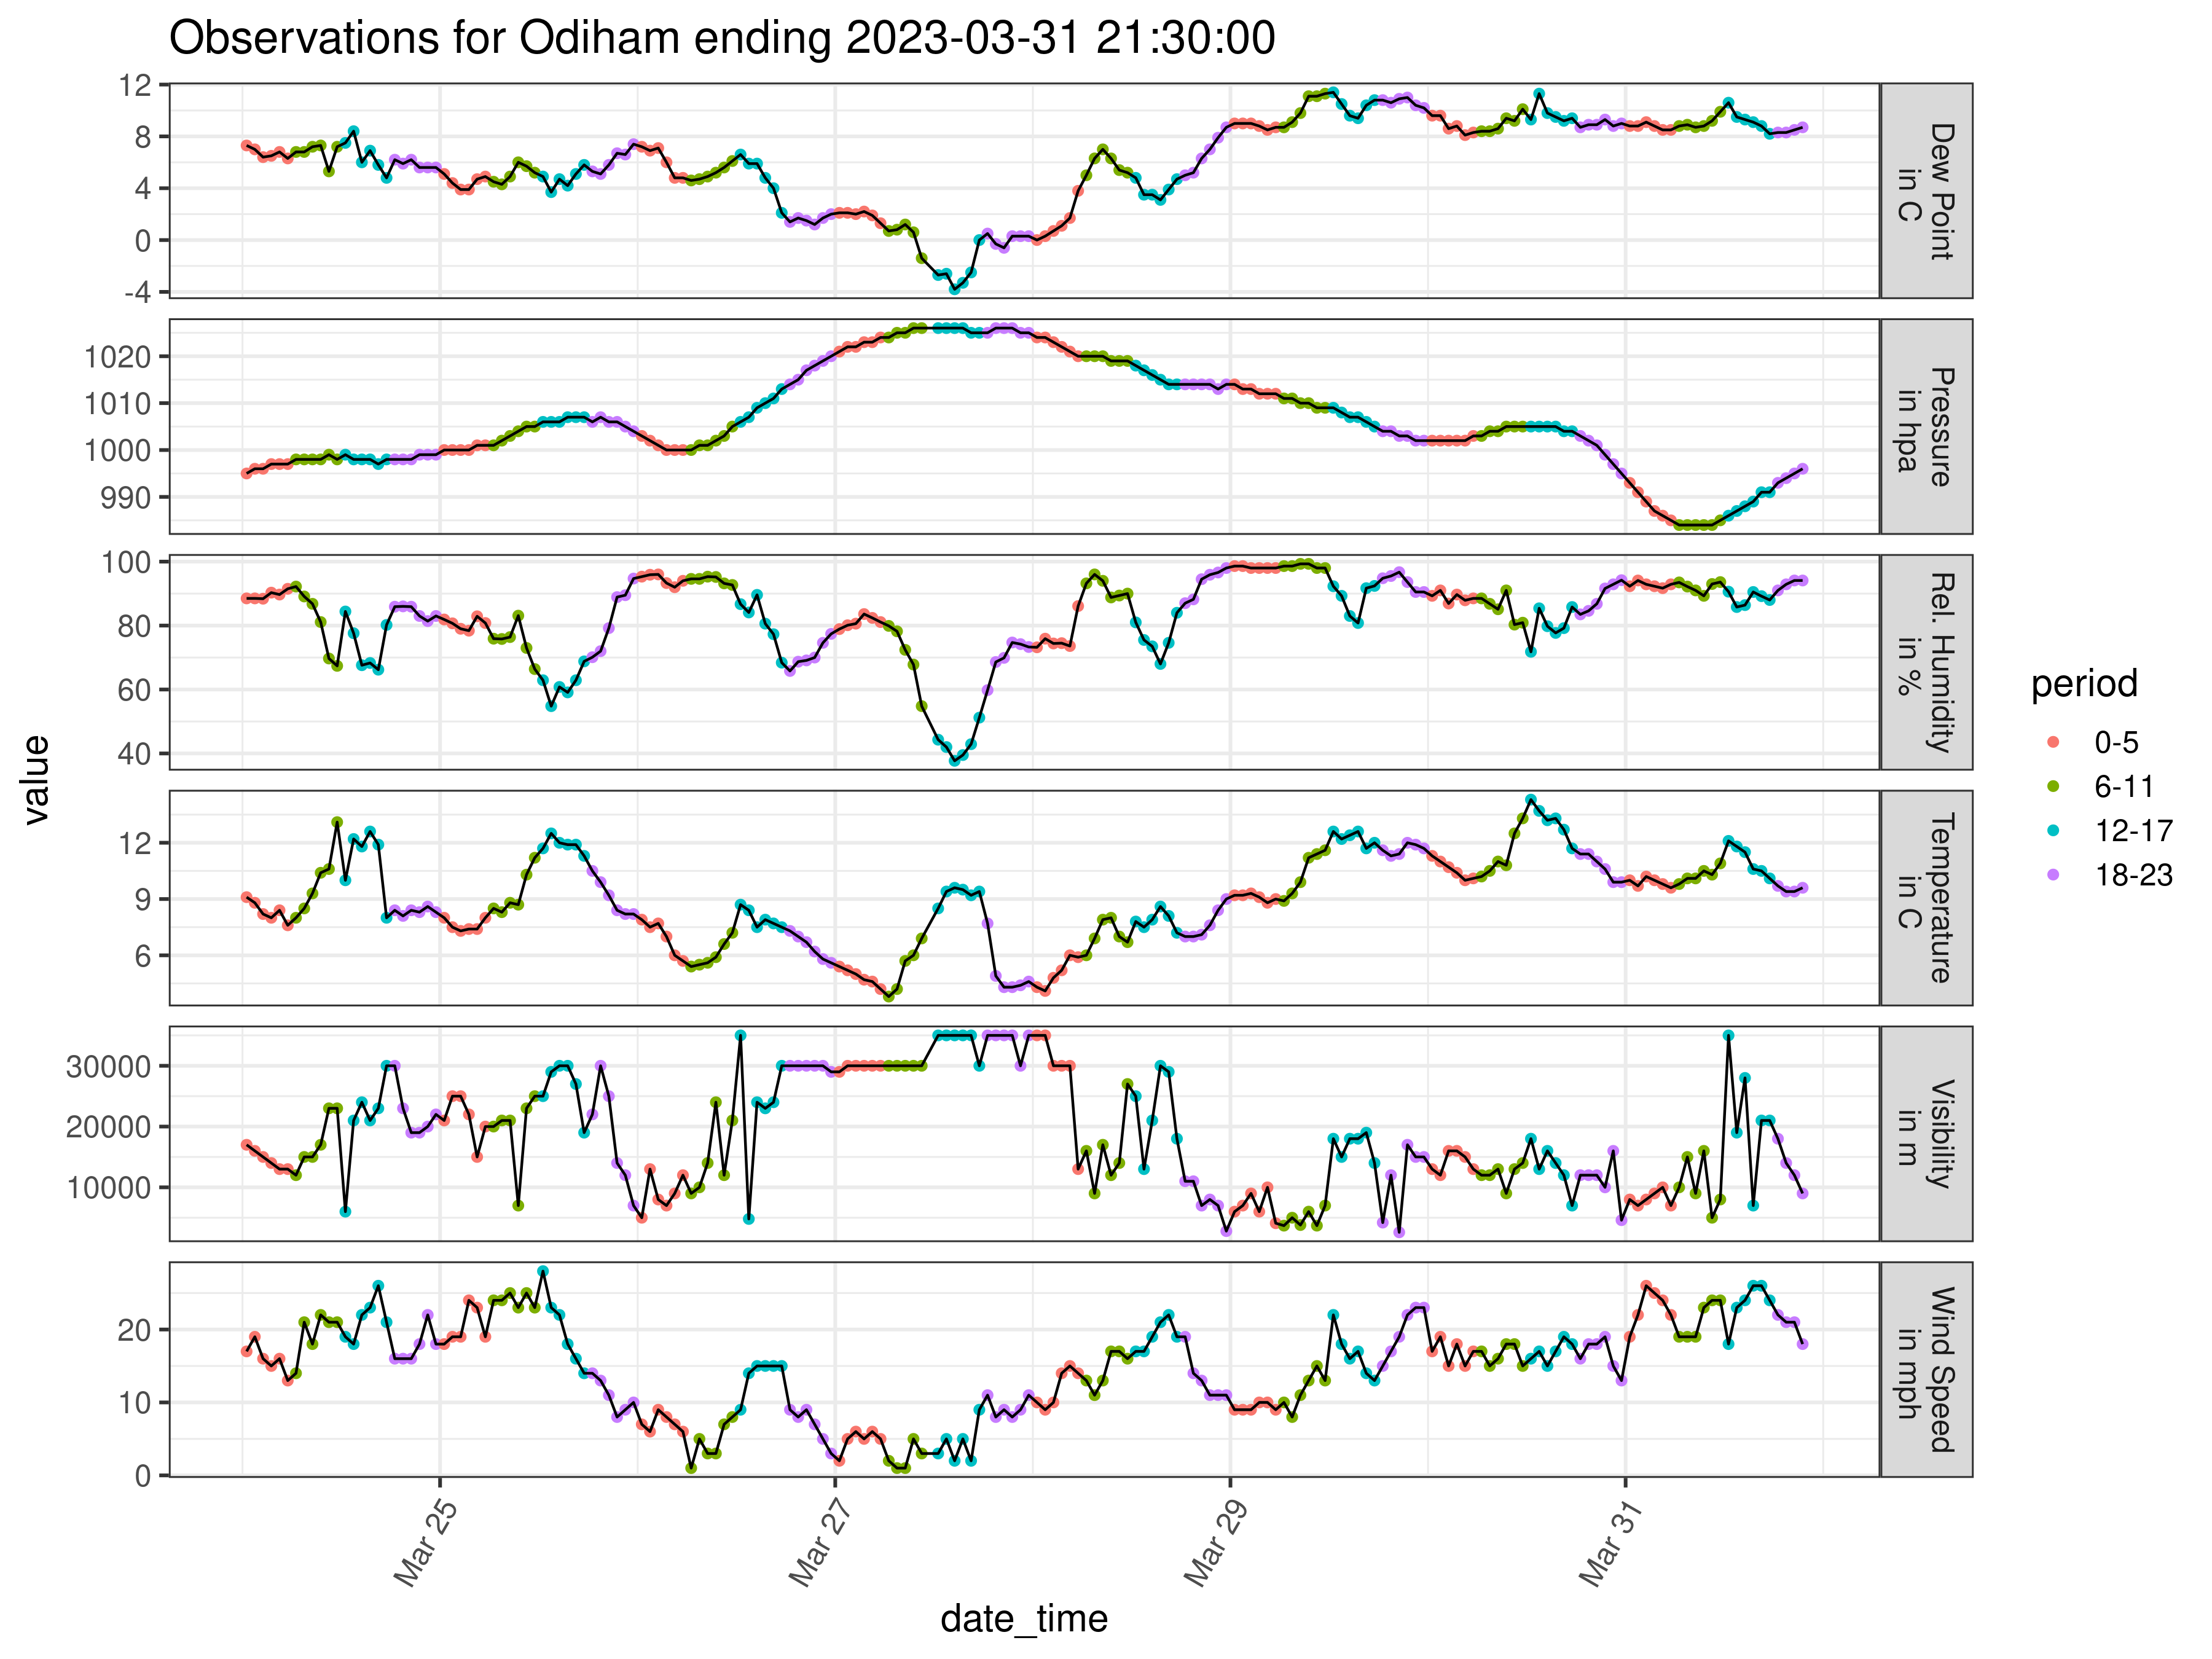 Observations for Odiham ending 2023-03-31 21:30:00
12
8
4
0
-4
Dew Point
in C
1020
1010
1000
990
Pressure
in hpa
100
80
60
40
Rel. Humidity
in %
12
9
6
Temperature
in C
30000
20000
10000
Visibility
in m
20
10
0
Wind Speed
in mph
value
Mar 25
Mar 27
Mar 29
Mar 31
date_time
period
0-5
6-11
12-17
18-23